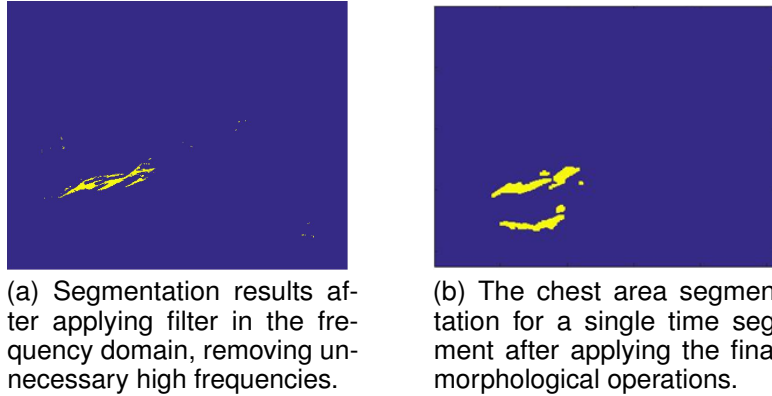 (a) Segmentation results af-
ter applying filter in the fre-
quency domain, removing un-
necessary high frequencies.
(b) The chest area segmen
tation for a single time seg
ment after applying the fina
morphological operations.